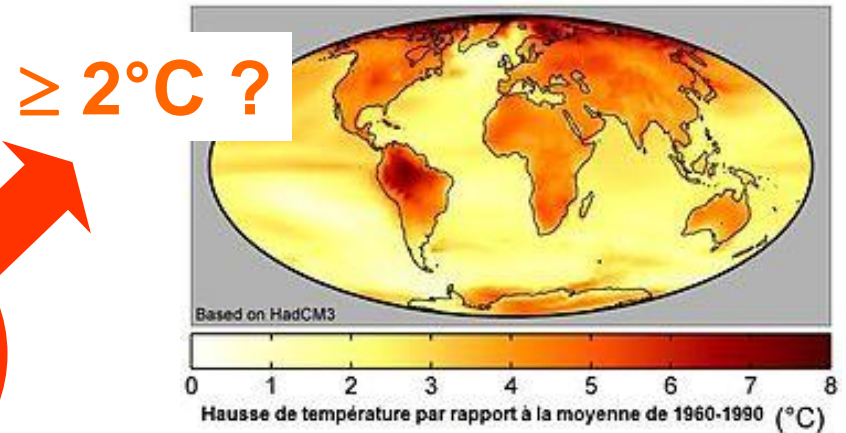 ≥ 2°C ?
Based on HadCM3
0 1 2 3 4 5 6 7 8
Hausse de température par rapport à la moyenne de 1960-1990 (°C)